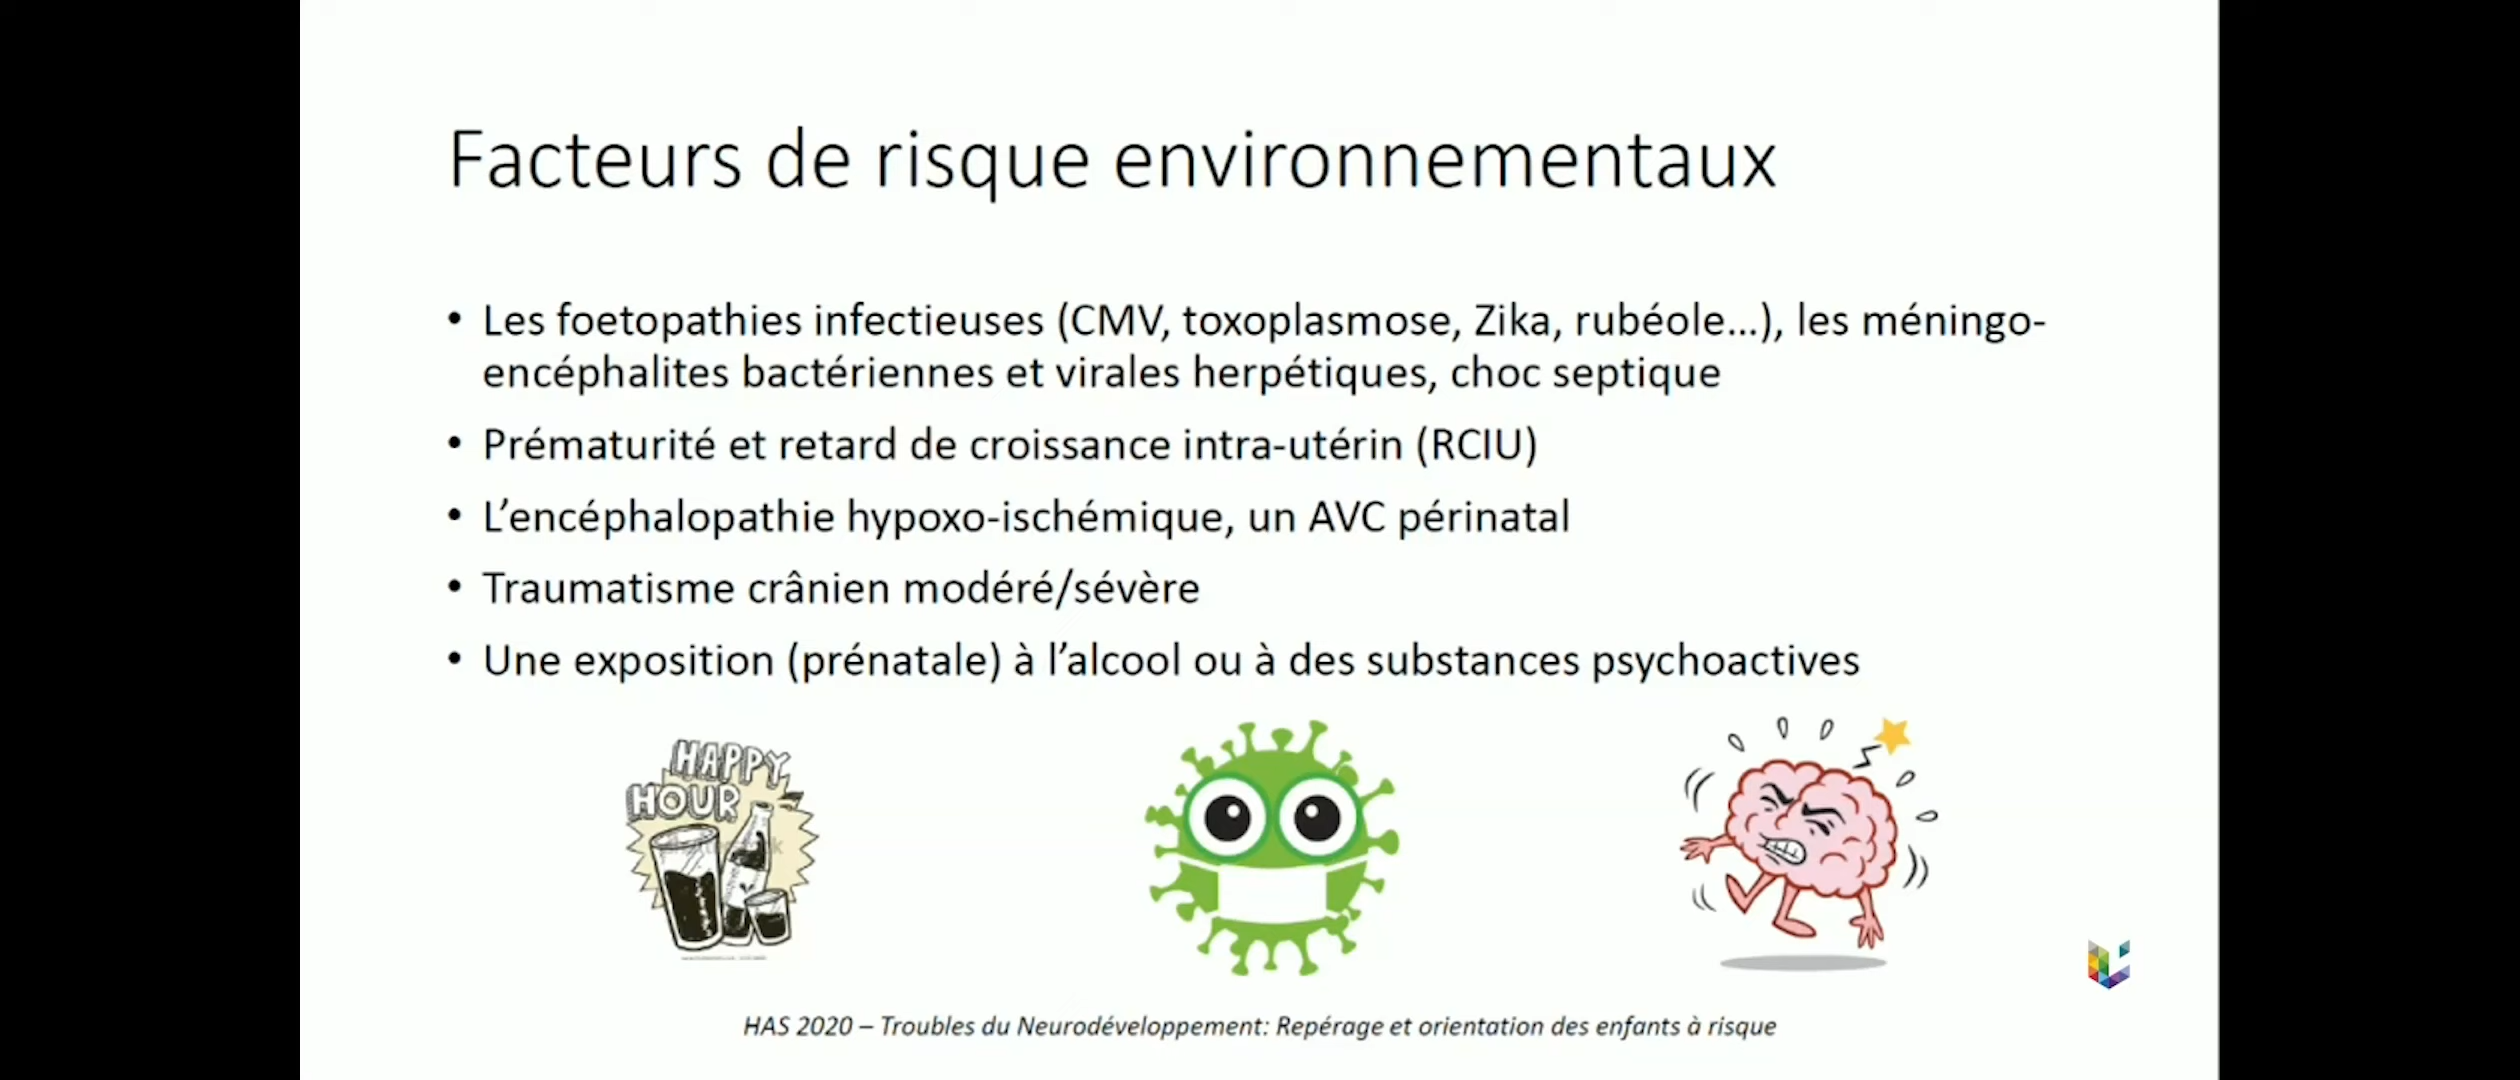 Facteurs de risque environnementaux
• Les foetopathies infectieuses (CMV, toxoplasmose, Zika, rubéole...), les méningo-
encéphalites bactériennes et virales herpétiques, choc septique
• Prématurité et retard de croissance intra-utérin (RCIU)
• L'encéphalopathie hypoxo-ischémique, un AVC périnatal
• Traumatisme crânien modéré/sévère
• Une exposition (prénatale) à l'alcool ou à des substances psychoactives
HAPPY
HOUR
HAS 2020 – Troubles du Neurodéveloppement: Repérage et orientation des enfants à risque